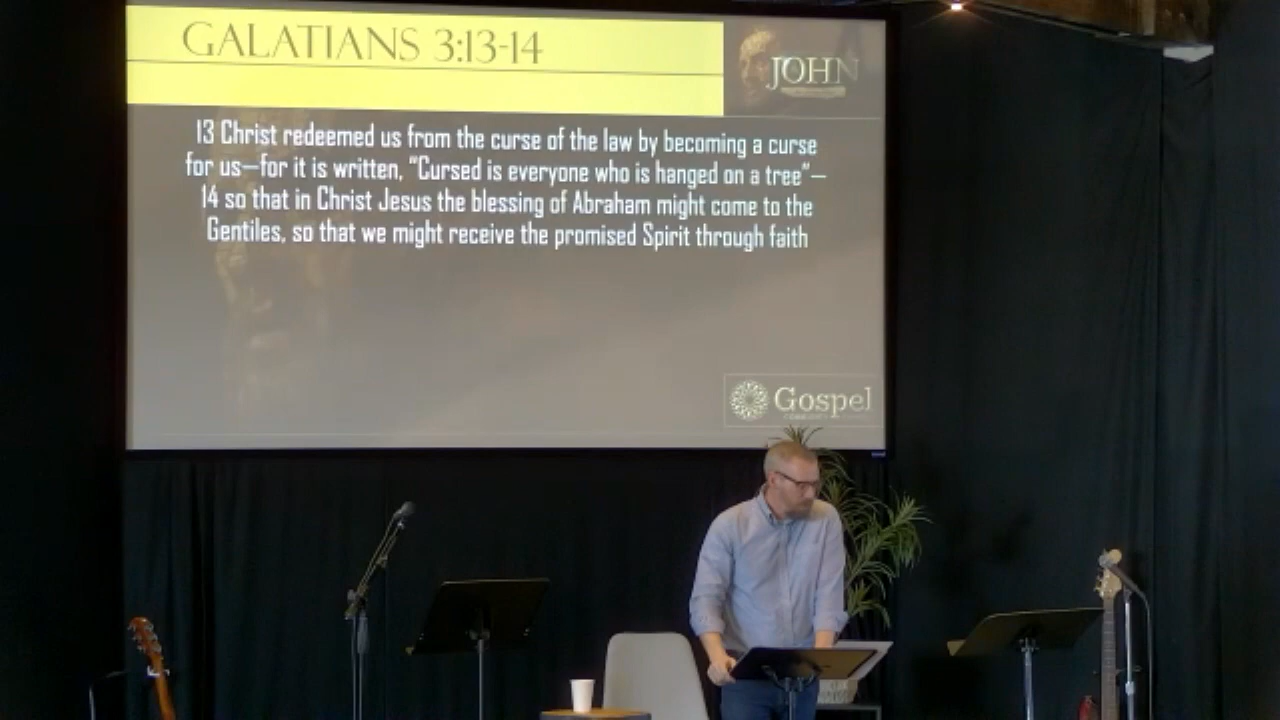 GALATIANS 3:13-14
JOHN
13 Christ redeemed us from the curse of the law by becoming a curse
for us—for it is written, “Cursed is everyone who is hanged on a tree”—
14 so that in Christ Jesus the blessing of Abraham might come to the
Gentiles, so that we might receive the promised Spirit through faith
Gospel